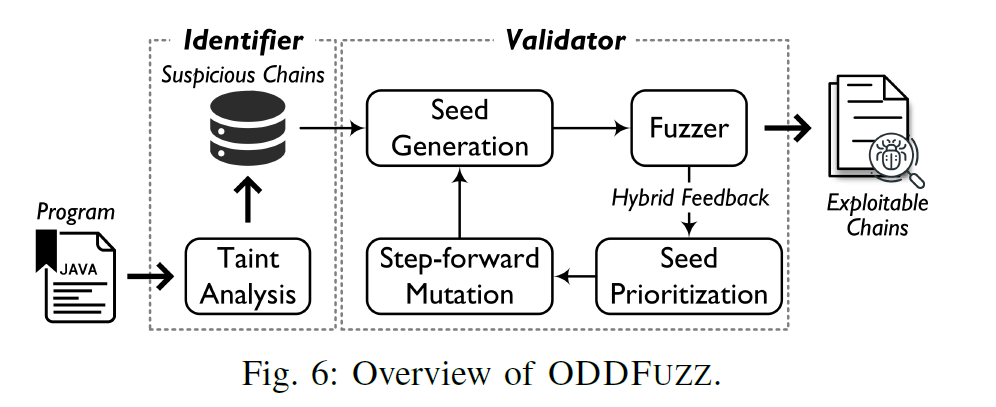 Identifier
Validator
Suspicious Chains
Seed
Generation
Fuzzer
Hybrid Feedback
Exploitable
Chains
Program
JAVA
Taint
Analysis
Step-forward
Mutation
Seed
Prioritization
Fig. 6: Overview of ODDFUZZ.